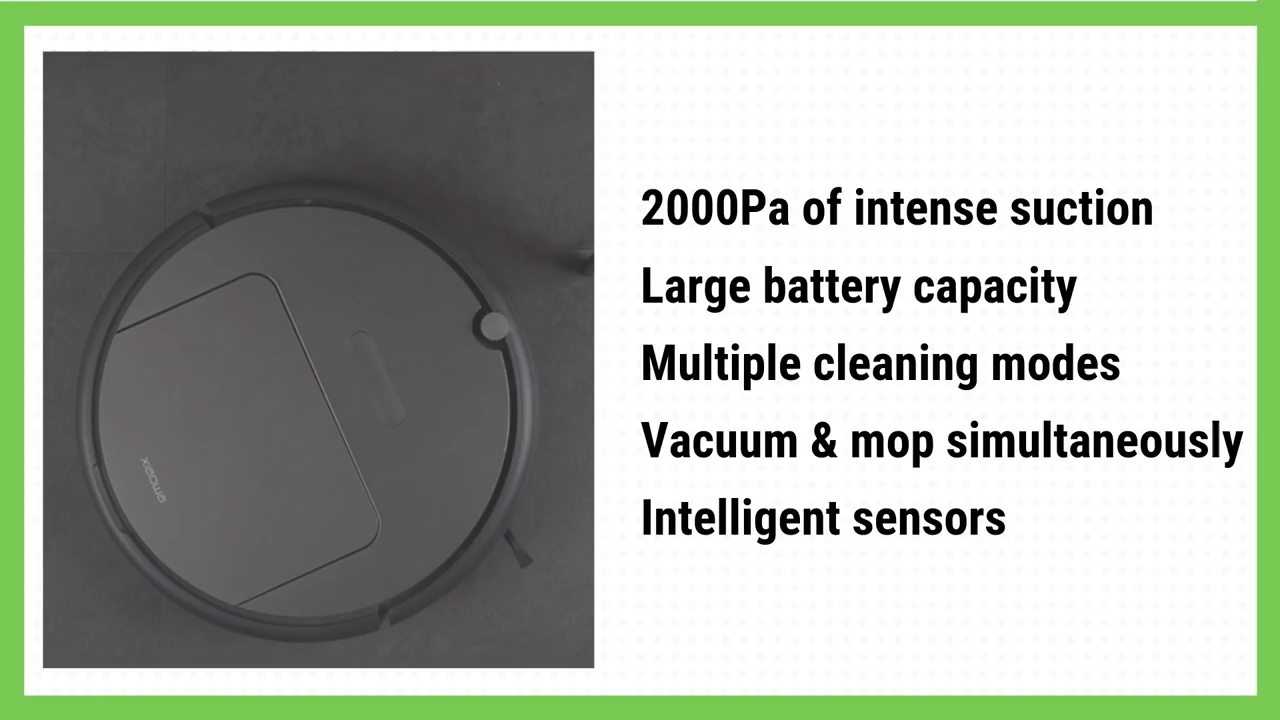 2000Pa of intense suction
Large battery capacity
Multiple cleaning modes
Vacuum & mop simultaneously
Intelligent sensors